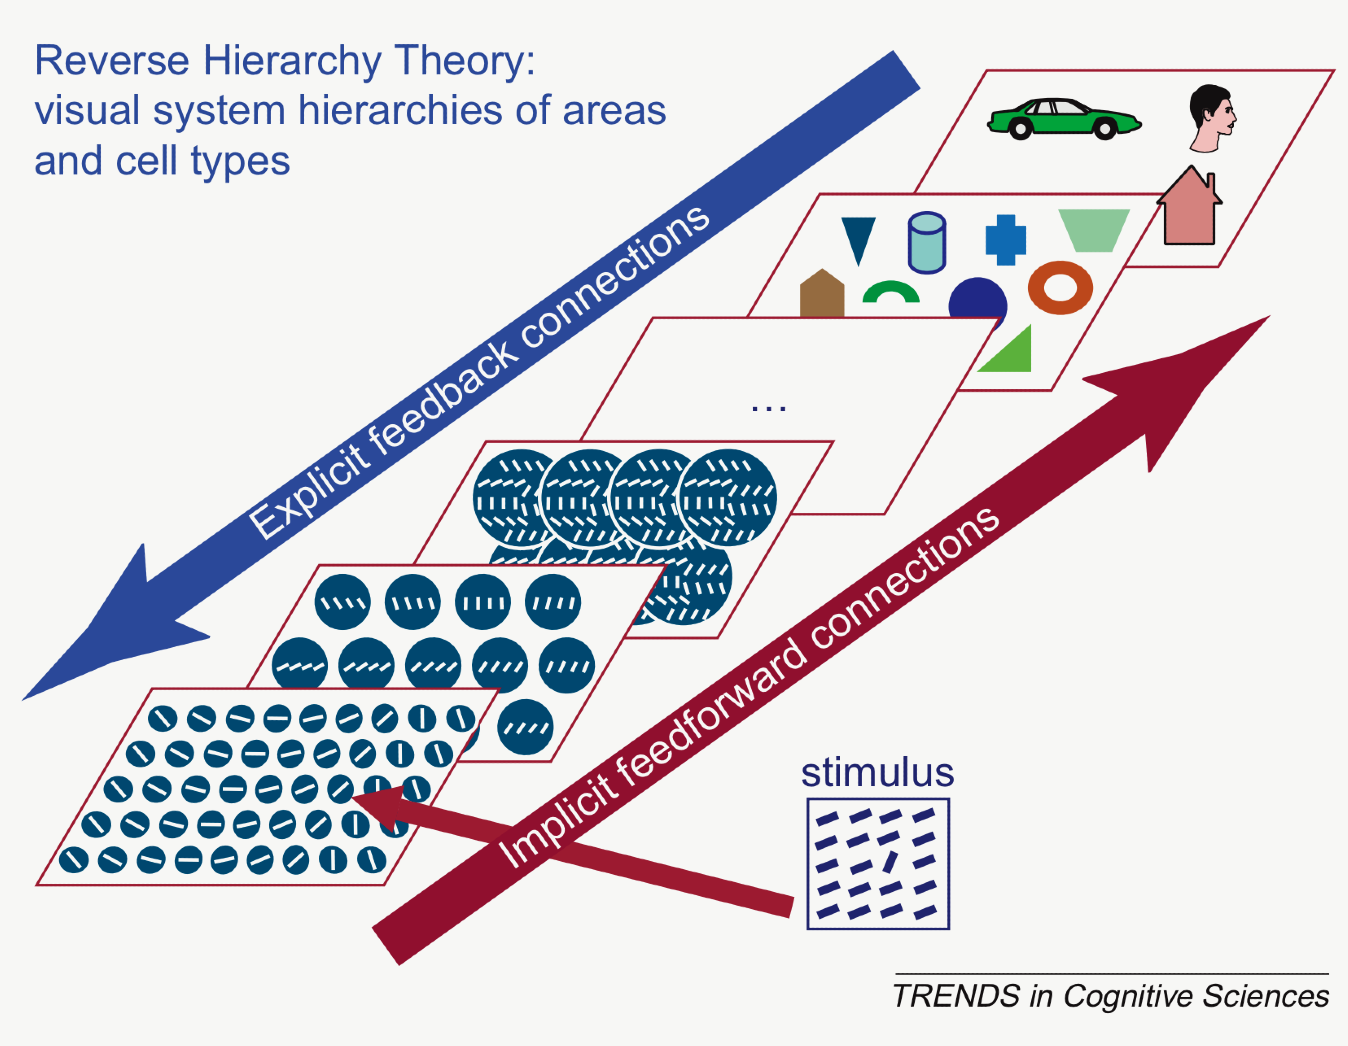 Reverse Hierarchy Theory:
visual system hierarchies of areas
and cell types
Explicit feedback connections
...
Implicit feedforward connections
stimulus
TRENDS in Cognitive Sciences